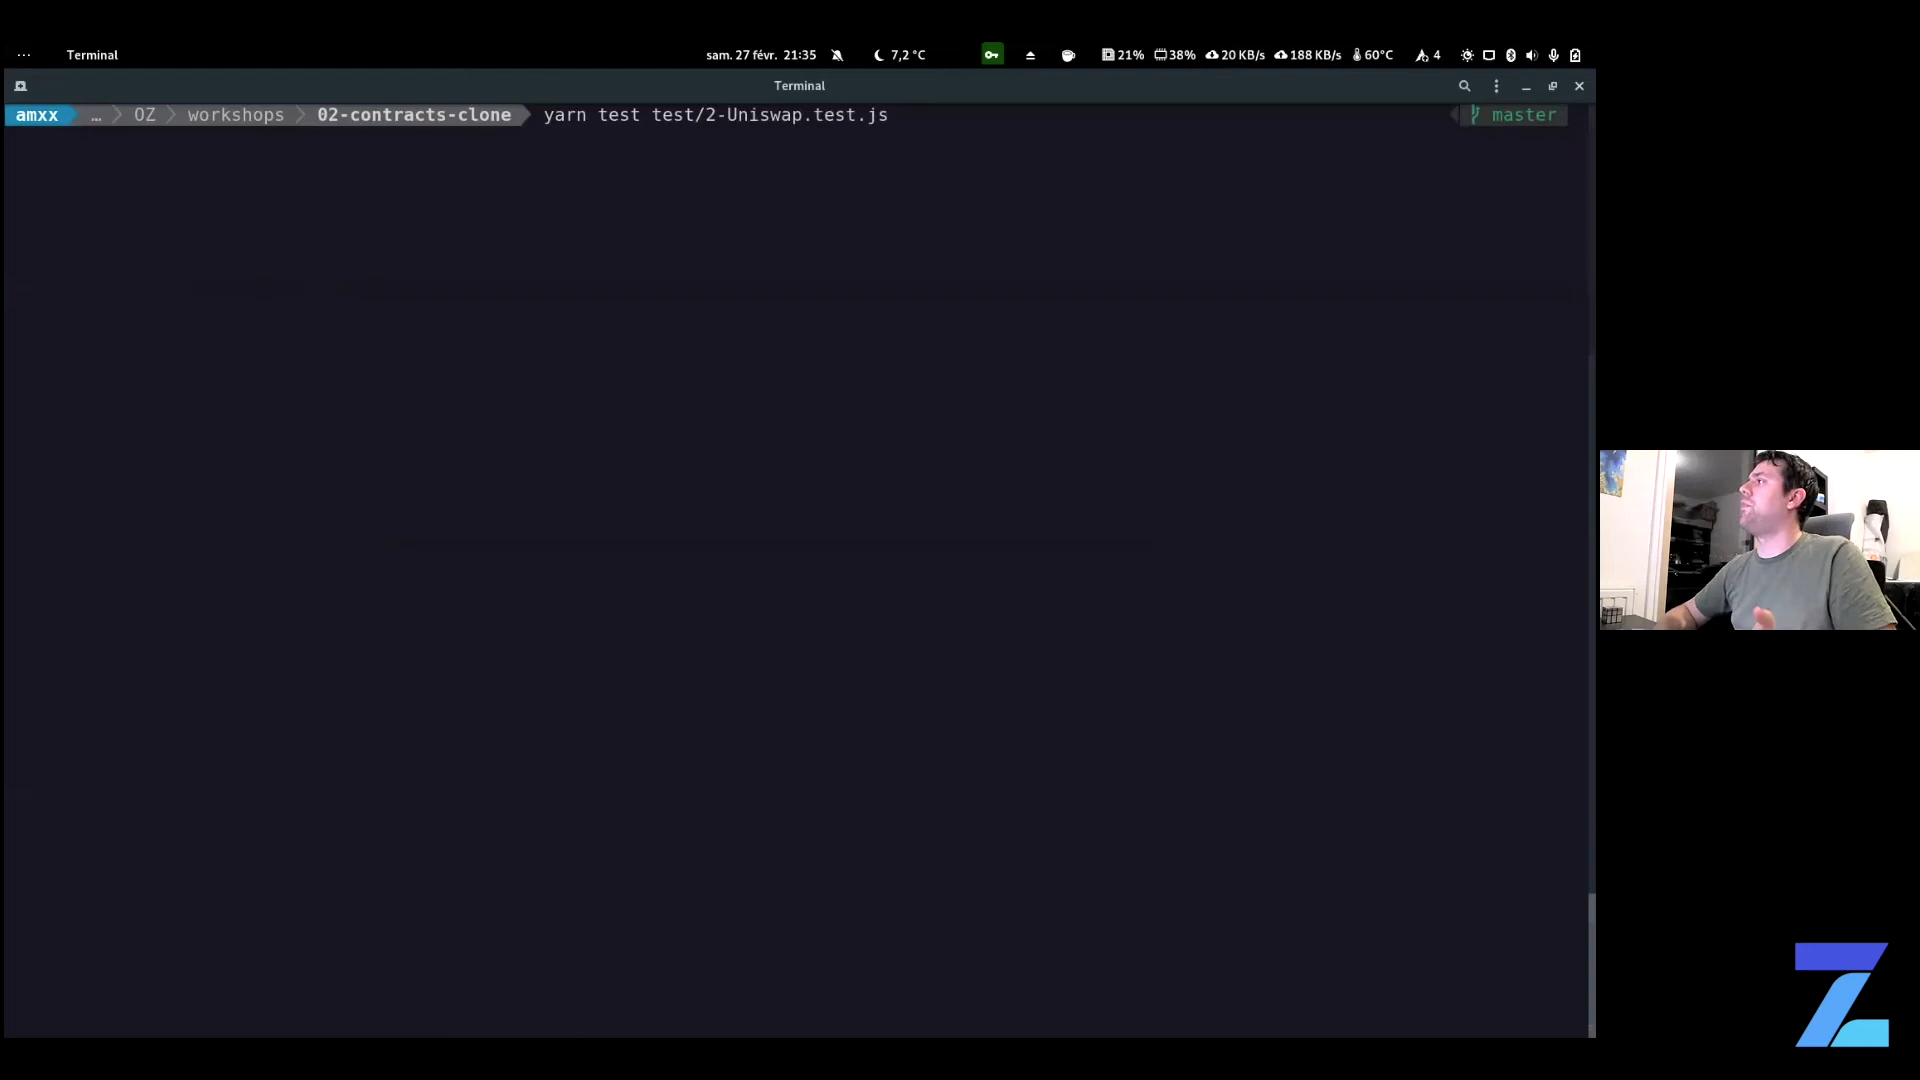 ... Terminal sam. 27 févr. 21:35 7,2 °C 21% 38% 20 KB/s 188 KB/s 60°C 4
Terminal
amxx … OZ workshops 02-contracts-clone yarn test test/2-Uniswap.test.js master